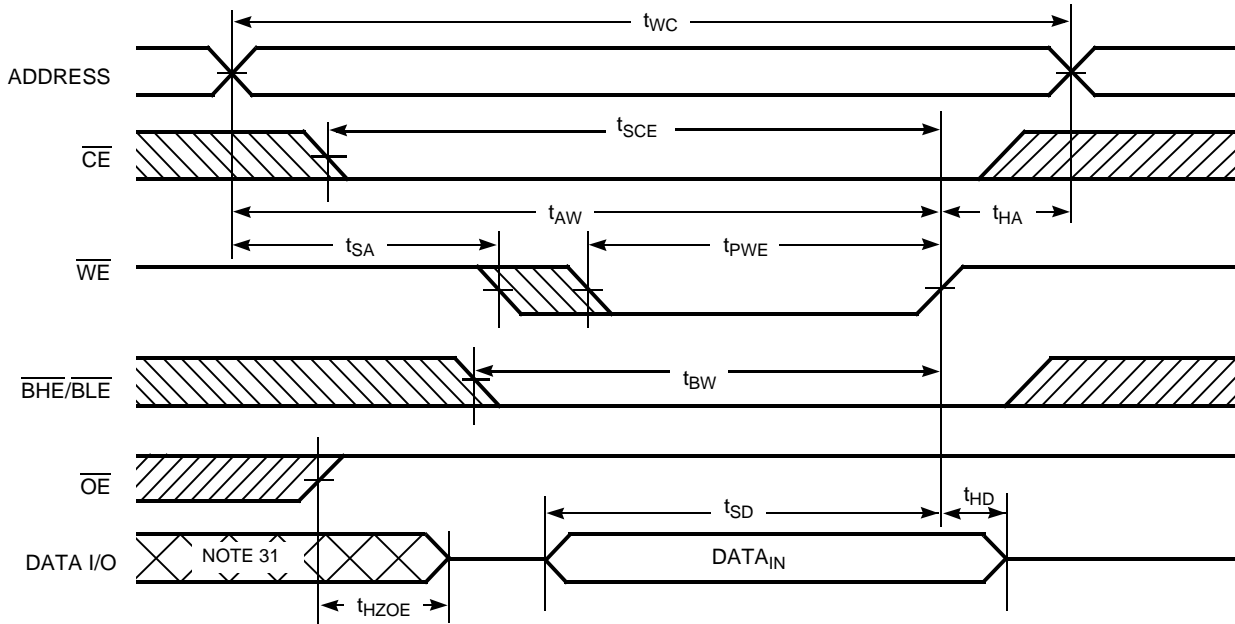 tWC
ADDRESS
tSCE
CE
tAW
tHA
tSA
tPWE
WE
tBW
BHE/BLE
OE
tSD
tHD
DATA I/O
NOTE 31
DATAIN
tHZOE